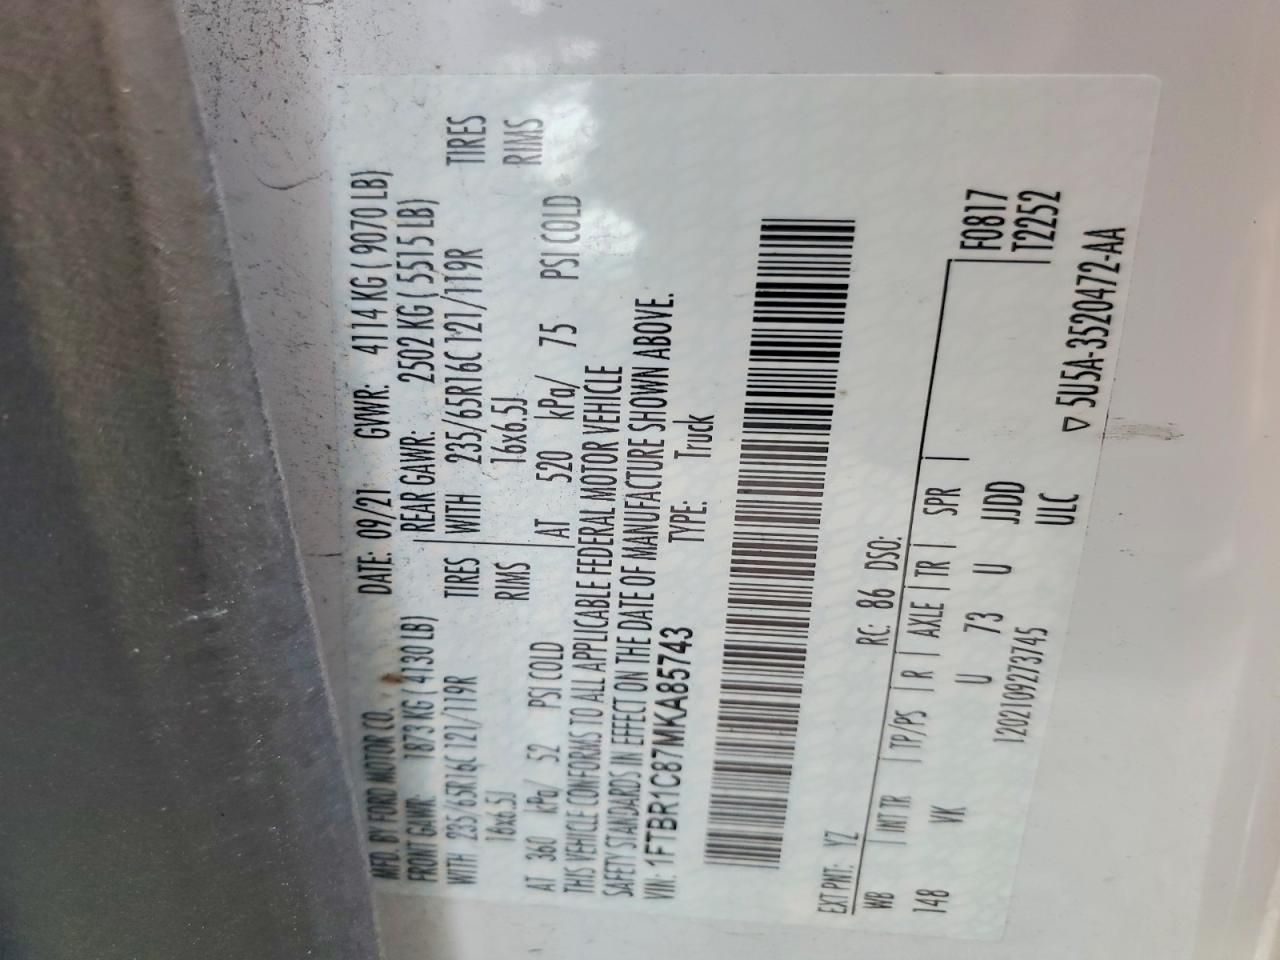 MFD. BY FORD MOTOR CO. DATE: 09/21 GVWR: 4114 KG ( 9070 LB)
FRONT GAWR: 1873 KG ( 4130 LB) REAR GAWR: 2502 KG ( 5515 LB)
WITH 235/65R16C 121/119R TIRES WITH 235/65R16C 121/119R TIRES
16x6.5J RIMS 16x6.5J RIMS
AT 360 kPa/ 52 PSI COLD AT 520 kPa/ 75 PSI COLD
THIS VEHICLE CONFORMS TO ALL APPLICABLE FEDERAL MOTOR VEHICLE
SAFETY STANDARDS IN EFFECT ON THE DATE OF MANUFACTURE SHOWN ABOVE.
VIN: 1FTBR1C87MKA85743 TYPE: Truck
EXT PNT: YZ RC: 86 DSO:
WB INT TR TP/PS R AXLE TR SPR F0817
148 VK U 73 U JJDD T2252
12021092737​45 ULC
▽ 5U5A-3520472-AA